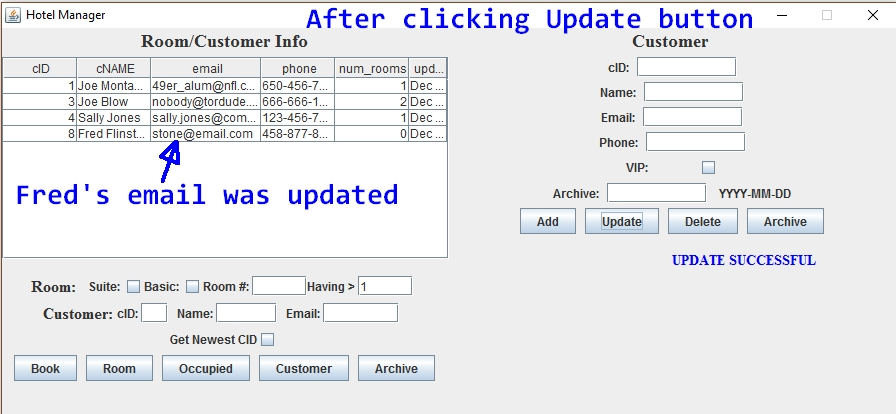 Hotel Manager
After clicking Update button
Room/Customer Info
cID cNAME email phone num_rooms upd...
1 Joe Monta... 49er_alum@nfl.c... 650-456-7... 1 Dec ...
3 Joe Blow nobody@tordude.... 666-666-1... 2 Dec ...
4 Sally Jones sally.jones@com... 123-456-7... 1 Dec ...
8 Fred Flinst... stone@email.com 458-877-8... 0 Dec ...
Fred's email was updated
Room: Suite: Basic: Room #: Having > 1
Customer: cID: Name: Email:
Get Newest CID
Book Room Occupied Customer Archive
Customer
cID:
Name:
Email:
Phone:
VIP:
Archive: YYYY-MM-DD
Add Update Delete Archive
UPDATE SUCCESSFUL